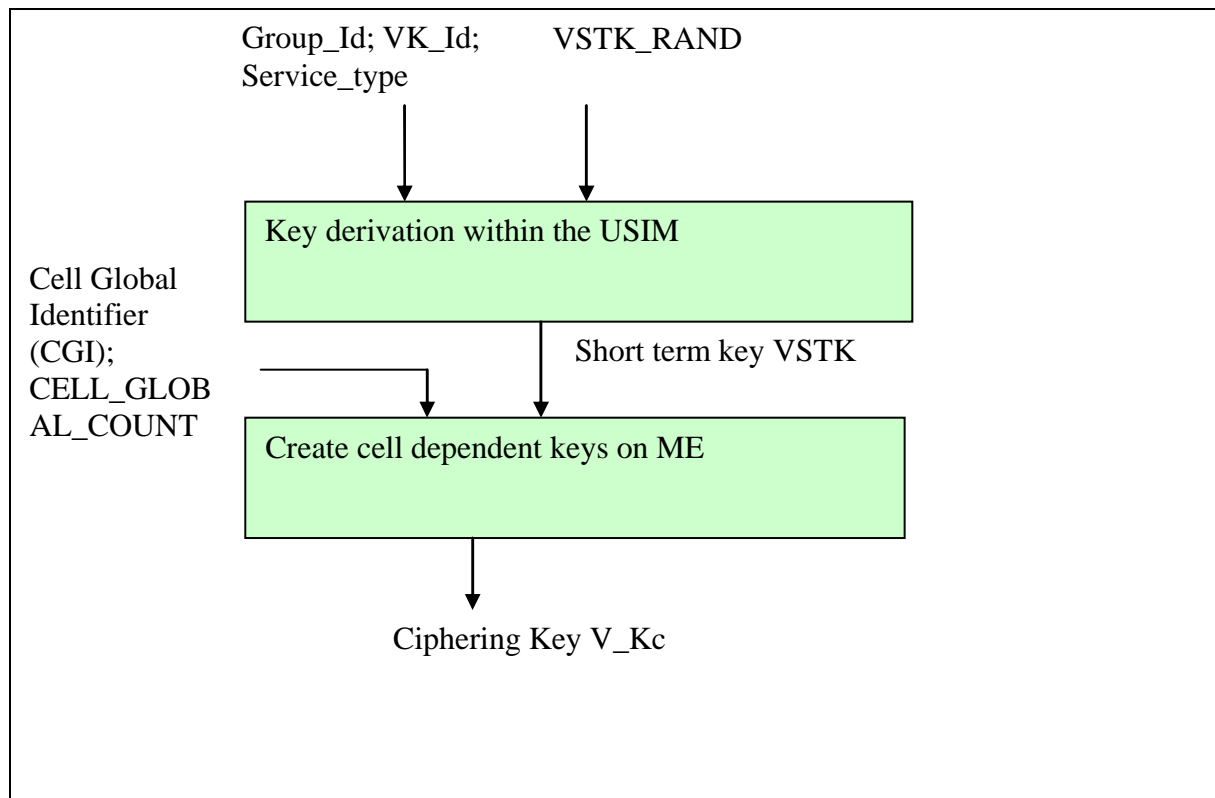 Group_Id; VK_Id;
Service_type
VSTK_RAND
Key derivation within the USIM
Cell Global
Identifier
(CGI);
CELL_GLOB
AL_COUNT
Short term key VSTK
Create cell dependent keys on ME
Ciphering Key V_Kc